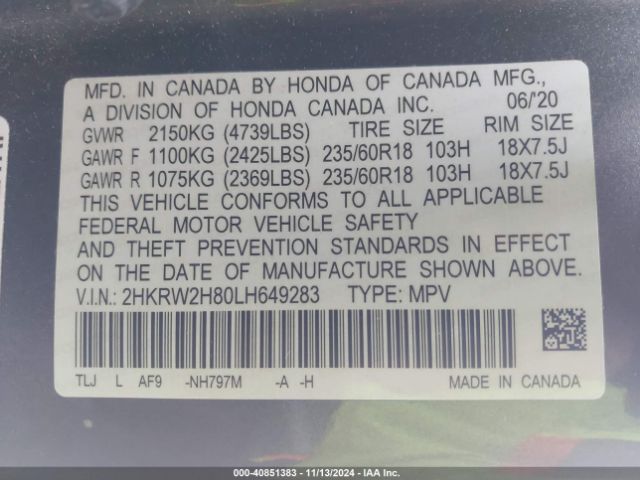 MFD. IN CANADA BY HONDA OF CANADA MFG.,
A DIVISION OF HONDA CANADA INC. 06/'20
GVWR 2150KG (4739LBS) TIRE SIZE RIM SIZE
GAWR F 1100KG (2425LBS) 235/60R18 103H 18X7.5J
GAWR R 1075KG (2369LBS) 235/60R18 103H 18X7.5J
THIS VEHICLE CONFORMS TO ALL APPLICABLE
FEDERAL MOTOR VEHICLE SAFETY
AND THEFT PREVENTION STANDARDS IN EFFECT
ON THE DATE OF MANUFACTURE SHOWN ABOVE.
V.I.N.: 2HKRW2H80LH649283 TYPE: MPV
TLJ L AF9 -NH797M -A -H MADE IN CANADA
000-40851383 - 11/13/2024 - IAA Inc.